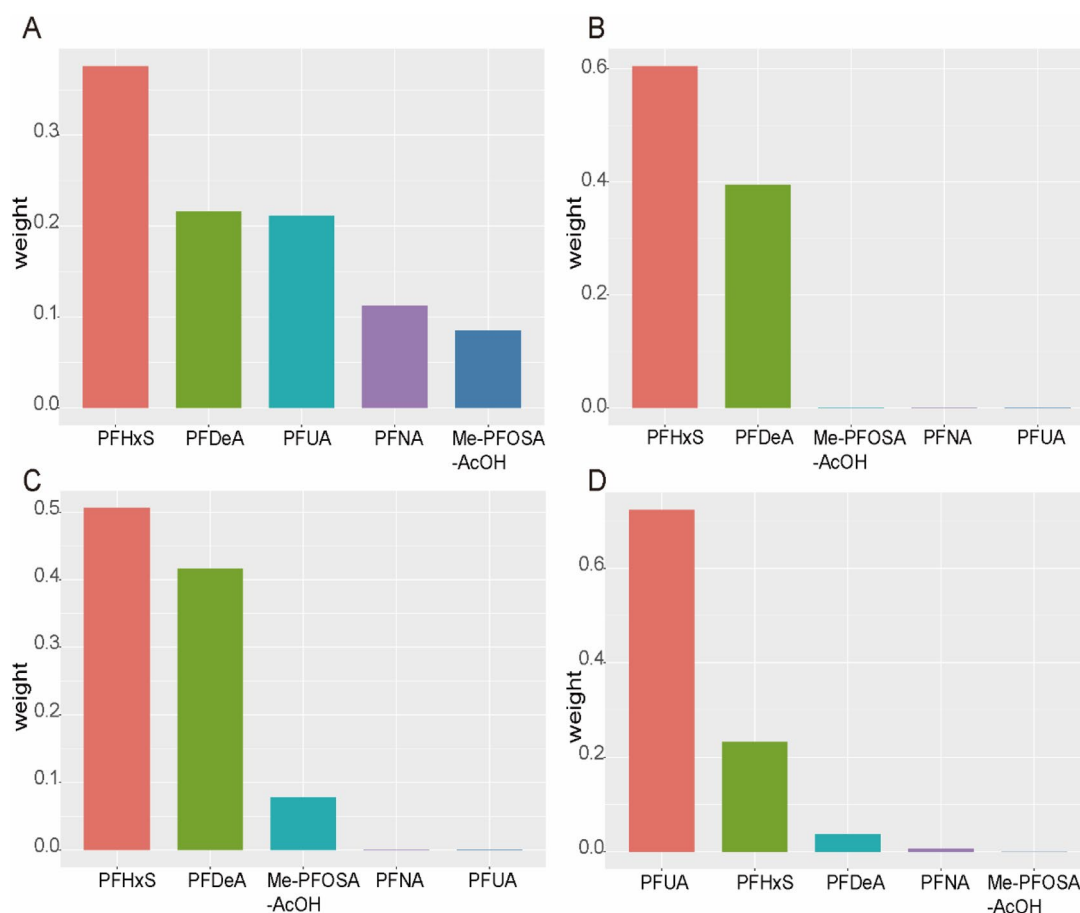 A
weight
0.3
0.2
0.1
0.0
PFHxS PFDeA PFUA PFNA Me-PFOSA
-AcOH
B
weight
0.6
0.4
0.2
0.0
PFHxS PFDeA Me-PFOSA PFNA PFUA
-AcOH
C
weight
0.5
0.4
0.3
0.2
0.1
0.0
PFHxS PFDeA Me-PFOSA PFNA PFUA
-AcOH
D
weight
0.6
0.4
0.2
0.0
PFUA PFHxS PFDeA PFNA Me-PFOSA
-AcOH